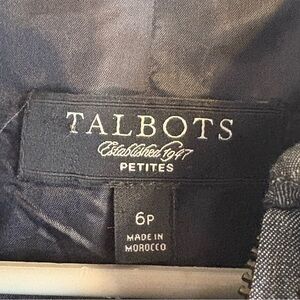 TALBOTS
Established 1947
PETITES
6P
MADE IN
MOROCCO